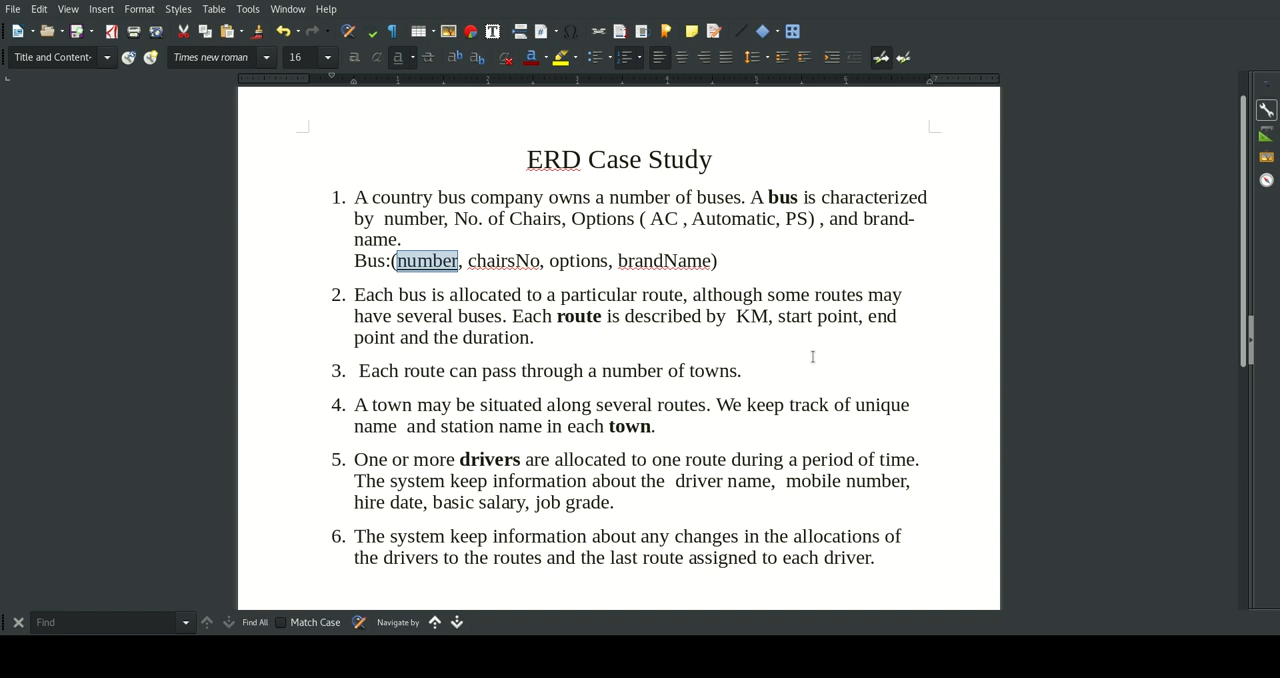 File Edit View Insert Format Styles Table Tools Window Help
Title and Content- Times new roman 16
ERD Case Study
1. A country bus company owns a number of buses. A bus is characterized
by number, No. of Chairs, Options ( AC , Automatic, PS) , and brand-
name.
Bus:(number, chairsNo, options, brandName)
2. Each bus is allocated to a particular route, although some routes may
have several buses. Each route is described by KM, start point, end
point and the duration.
3. Each route can pass through a number of towns.
4. A town may be situated along several routes. We keep track of unique
name and station name in each town.
5. One or more drivers are allocated to one route during a period of time.
The system keep information about the driver name, mobile number,
hire date, basic salary, job grade.
6. The system keep information about any changes in the allocations of
the drivers to the routes and the last route assigned to each driver.
Find Find All Match Case Navigate by